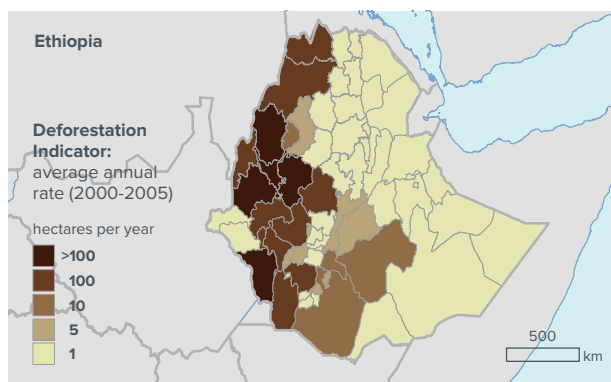 Ethiopia
Deforestation
Indicator:
average annual
rate (2000-2005)
hectares per year
>100
100
10
5
1
500
km